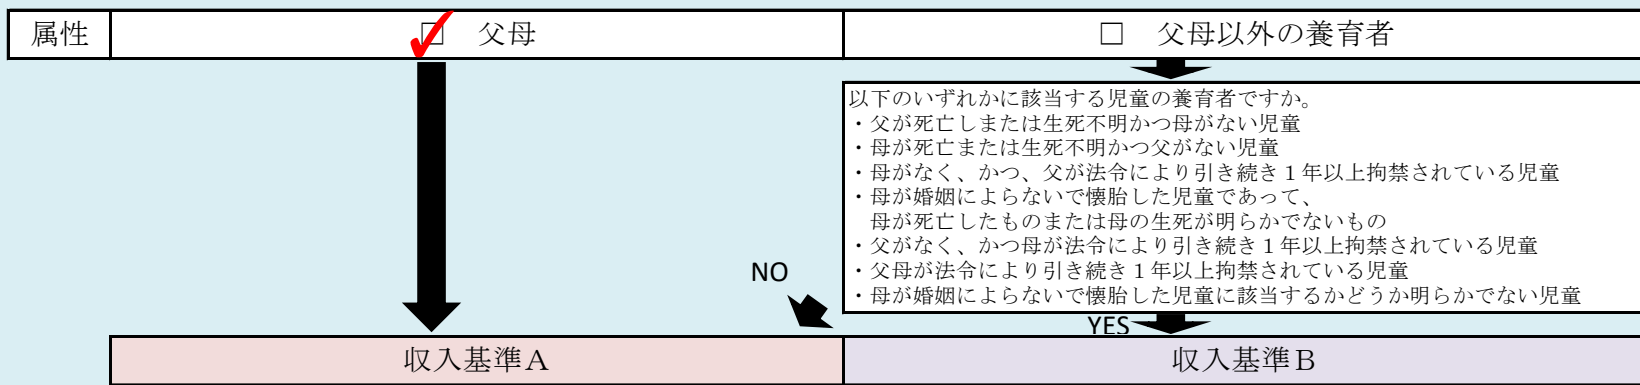 属性
☑ 父母
□ 父母以外の養育者
以下のいずれかに該当する児童の養育者ですか。
・父が死亡しまたは生死不明かつ母がない児童
・母が死亡または生死不明かつ父がない児童
・母がなく、かつ、父が法令により引き続き１年以上拘禁されている児童
・母が婚姻によらないで懐胎した児童であって、
母が死亡したものまたは母の生死が明らかでないもの
・父がなく、かつ母が法令により引き続き１年以上拘禁されている児童
・父母が法令により引き続き１年以上拘禁されている児童
・母が婚姻によらないで懐胎した児童に該当するかどうか明らかでない児童
NO
YES
収入基準Ａ
収入基準Ｂ